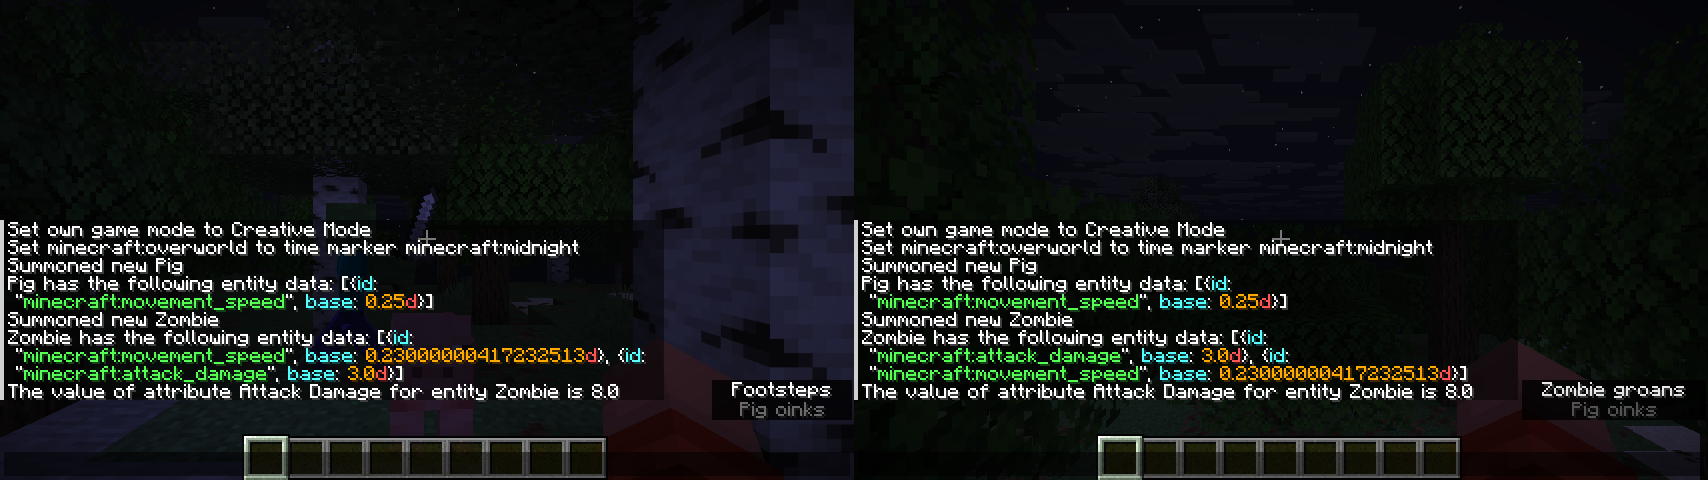 Set own game mode to Creative Mode
Set minecraft:overworld to time marker minecraft:midnight
Summoned new Pig
Pig has the following entity data: [{id:
"minecraft:movement_speed", base: 0.25d}]
Summoned new Zombie
Zombie has the following entity data: [{id:
"minecraft:movement_speed", base: 0.23000000417232513d}, {id:
"minecraft:attack_damage", base: 3.0d}]
The value of attribute Attack Damage for entity Zombie is 8.0
Footsteps
Pig oinks
Set own game mode to Creative Mode
Set minecraft:overworld to time marker minecraft:midnight
Summoned new Pig
Pig has the following entity data: [{id:
"minecraft:movement_speed", base: 0.25d}]
Summoned new Zombie
Zombie has the following entity data: [{id:
"minecraft:attack_damage", base: 3.0d}, {id:
"minecraft:movement_speed", base: 0.23000000417232513d}]
The value of attribute Attack Damage for entity Zombie is 8.0
Zombie groans
Pig oinks